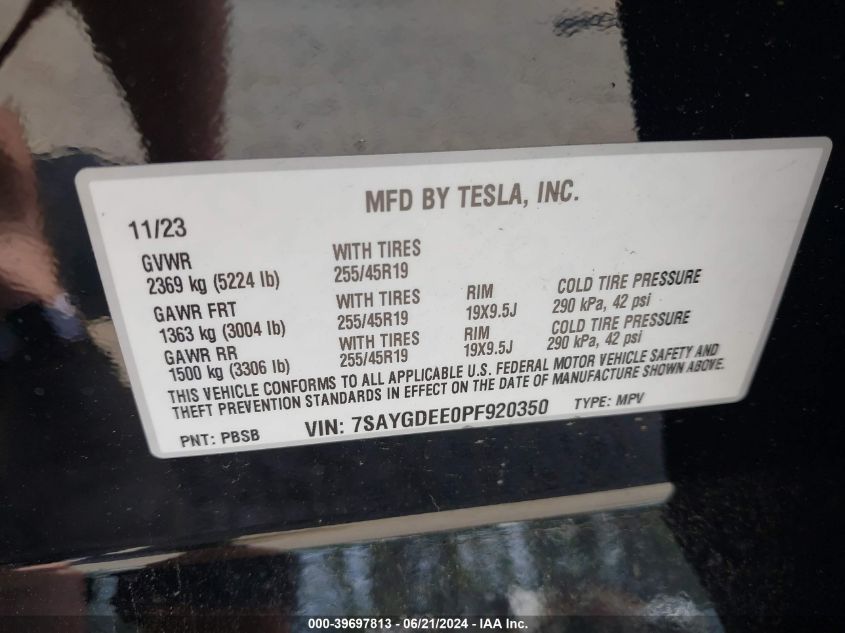 MFD BY TESLA, INC.
11/23
GVWR
2369 kg (5224 lb)
WITH TIRES
255/45R19
GAWR FRT
1363 kg (3004 lb)
WITH TIRES
255/45R19
RIM
19X9.5J
COLD TIRE PRESSURE
290 kPa, 42 psi
GAWR RR
1500 kg (3306 lb)
WITH TIRES
255/45R19
RIM
19X9.5J
COLD TIRE PRESSURE
290 kPa, 42 psi
THIS VEHICLE CONFORMS TO ALL APPLICABLE U.S. FEDERAL MOTOR VEHICLE SAFETY AND
THEFT PREVENTION STANDARDS IN EFFECT ON THE DATE OF MANUFACTURE SHOWN ABOVE.
PNT: PBSB VIN: 7SAYGDEE0PF920350 TYPE: MPV
000-39697813 - 06/21/2024 - IAA Inc.